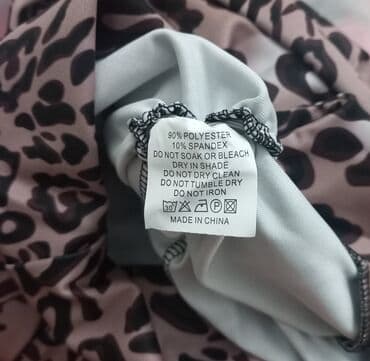 90% POLYESTER
10% SPANDEX
DO NOT SOAK OR BLEACH
DRY IN SHADE
DO NOT DRY CLEAN
DO NOT TUMBLE DRY
DO NOT IRON
MADE IN CHINA